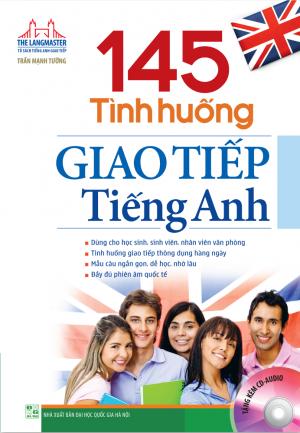 THE LANGMASTER
TỦ SÁCH TIẾNG ANH GIAO TIẾP
TRẦN MẠNH TƯỜNG
145
Tình huống
GIAO TIẾP
Tiếng Anh
Dùng cho học sinh, sinh viên, nhân viên văn phòng
Tình huống giao tiếp thông dụng hàng ngày
Mẫu câu ngắn gọn, dễ học, nhớ lâu
Đầy đủ phiên âm quốc tế
TẶNG KÈM CD-AUDIO
NHÀ XUẤT BẢN ĐẠI HỌC QUỐC GIA HÀ NỘI